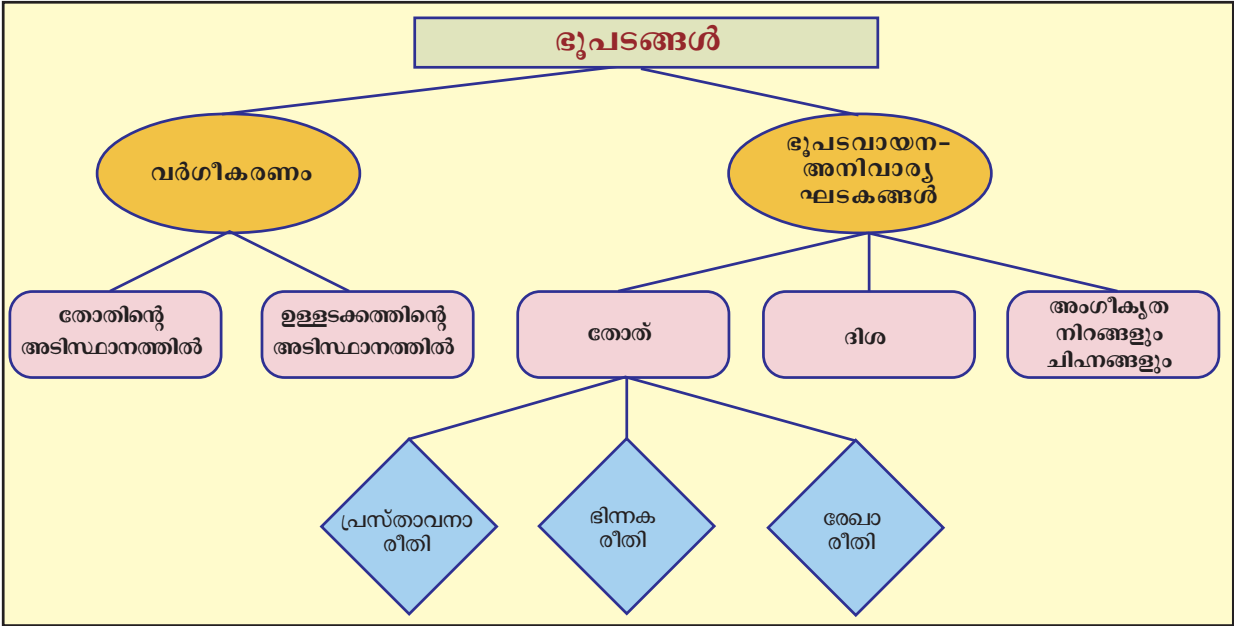 ഭൂപടങ്ങൾ
വർഗീകരണം
ഭൂപടവായന-
അനിവാര്യ
ഘടകങ്ങൾ
തോതിന്റെ
അടിസ്ഥാനത്തിൽ
ഉള്ളടക്കത്തിന്റെ
അടിസ്ഥാനത്തിൽ
തോത്
ദിശ
അംഗീകൃത
നിറങ്ങളും
ചിഹ്നങ്ങളും
പ്രസ്താവനാ
രീതി
ഭിന്നക
രീതി
രേഖാ
രീതി